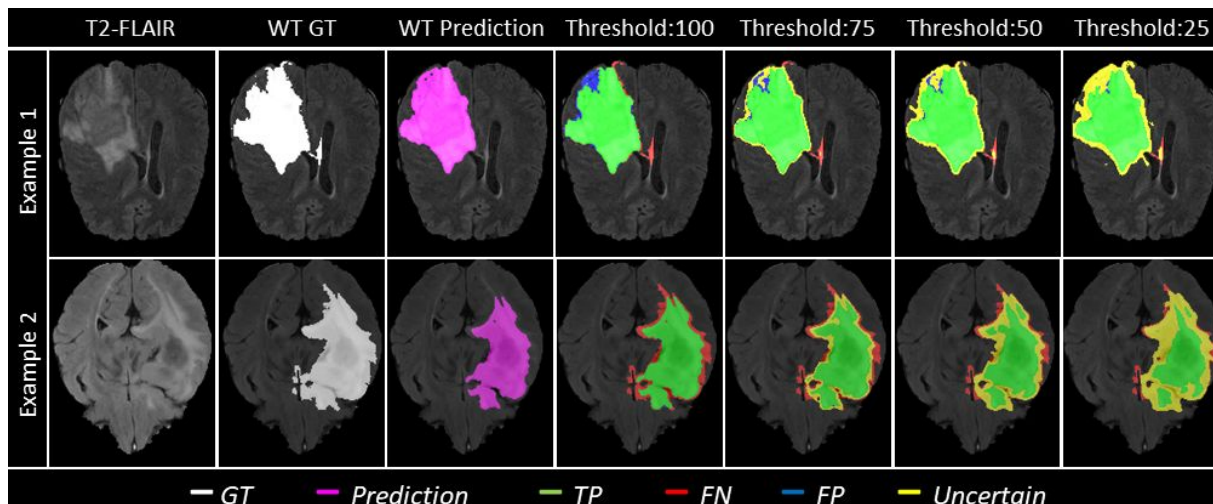 T2-FLAIR WT GT WT Prediction Threshold:100 Threshold:75 Threshold:50 Threshold:25
Example 1
Example 2
GT Prediction TP FN FP Uncertain